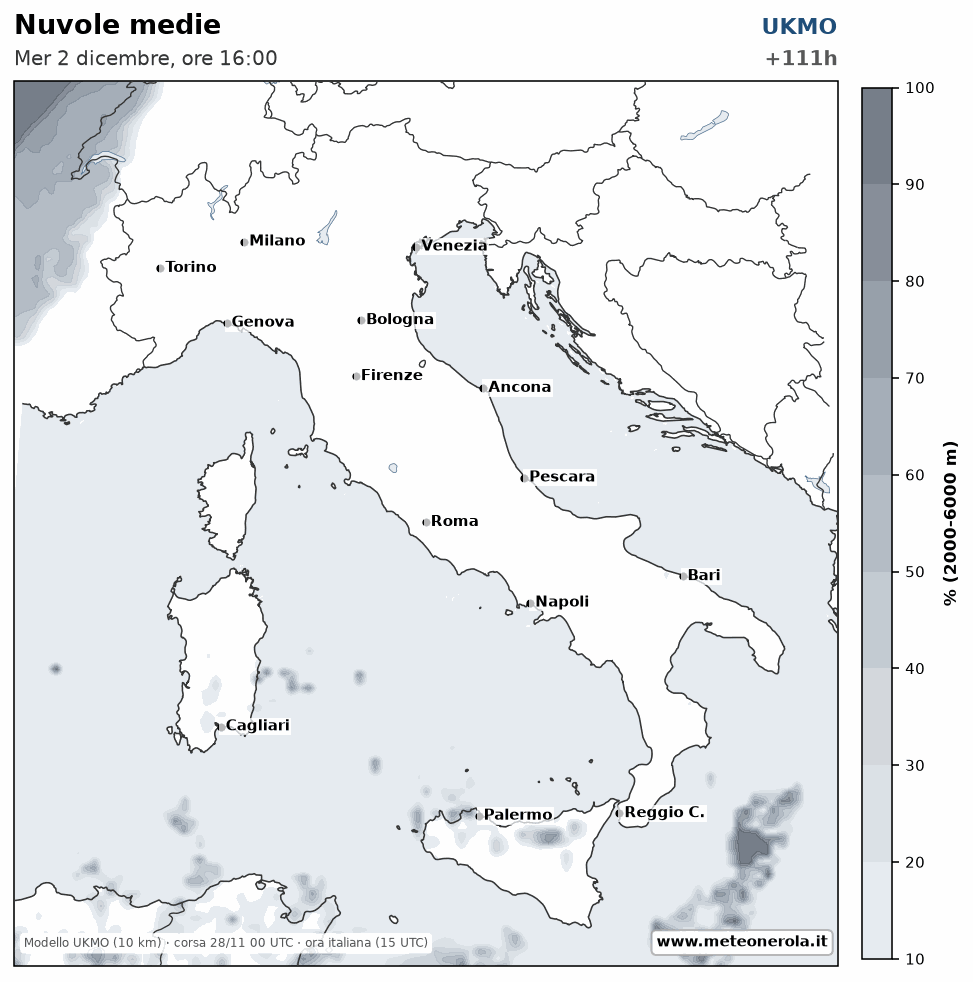 Nuvole medie
UKMO
Mer 2 dicembre, ore 16:00
+111h
100
90
80
70
60
50
40
30
20
10
% (2000-6000 m)
Milano
Venezia
Torino
Genova
Bologna
Firenze
Ancona
Pescara
Roma
Bari
Napoli
Cagliari
Palermo
Reggio C.
Modello UKMO (10 km) · corsa 28/11 00 UTC · ora italiana (15 UTC)
www.meteonerola.it